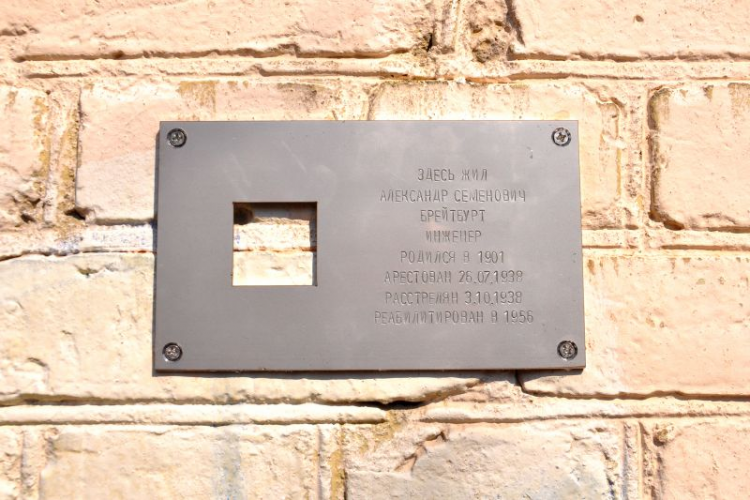 ЗДЕСЬ ЖИЛ
АЛЕКСАНДР СЕМЕНОВИЧ
БРЕЙТБУРТ
ИНЖЕНЕР
РОДИЛСЯ В 1901
АРЕСТОВАН 26.07.1938
РАССТРЕЛЯН 3.10.1938
РЕАБИЛИТИРОВАН В 1956